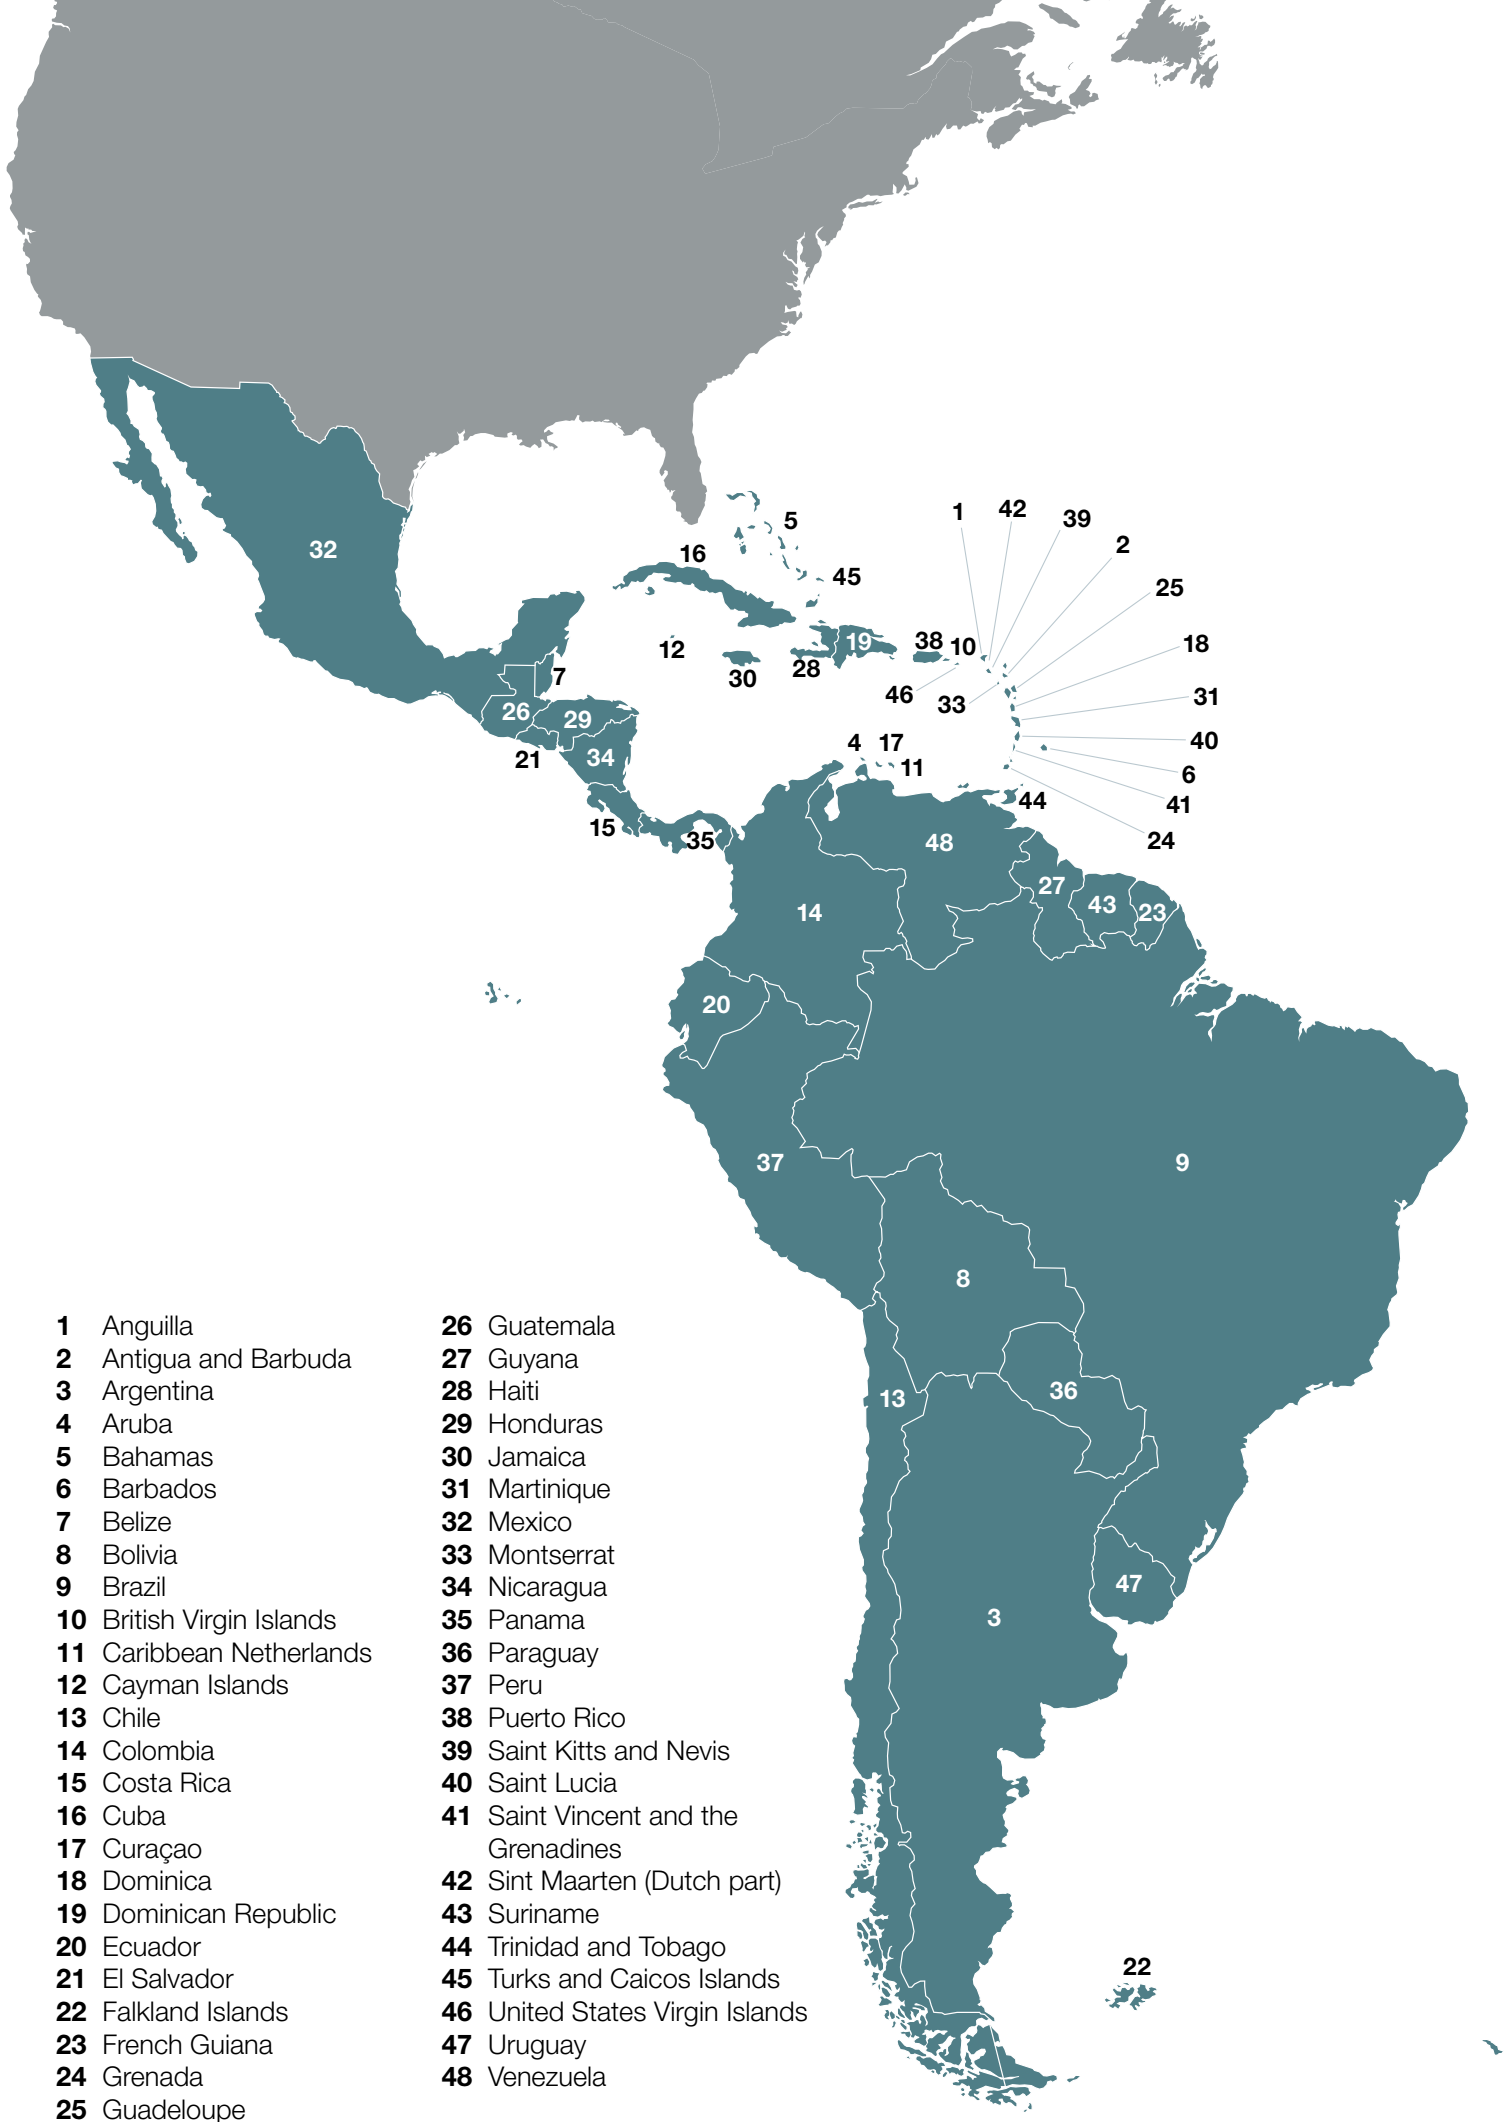 1
42
39
2
5
16
32
45
25
12
19
38
10
18
30
28
7
46
33
31
26
29
4
17
40
21
34
11
6
44
41
15
35
48
24
27
14
43
23
20
37
9
8
13
36
47
3
22
1 Anguilla
2 Antigua and Barbuda
3 Argentina
4 Aruba
5 Bahamas
6 Barbados
7 Belize
8 Bolivia
9 Brazil
10 British Virgin Islands
11 Caribbean Netherlands
12 Cayman Islands
13 Chile
14 Colombia
15 Costa Rica
16 Cuba
17 Curaçao
18 Dominica
19 Dominican Republic
20 Ecuador
21 El Salvador
22 Falkland Islands
23 French Guiana
24 Grenada
25 Guadeloupe
26 Guatemala
27 Guyana
28 Haiti
29 Honduras
30 Jamaica
31 Martinique
32 Mexico
33 Montserrat
34 Nicaragua
35 Panama
36 Paraguay
37 Peru
38 Puerto Rico
39 Saint Kitts and Nevis
40 Saint Lucia
41 Saint Vincent and the
Grenadines
42 Sint Maarten (Dutch part)
43 Suriname
44 Trinidad and Tobago
45 Turks and Caicos Islands
46 United States Virgin Islands
47 Uruguay
48 Venezuela